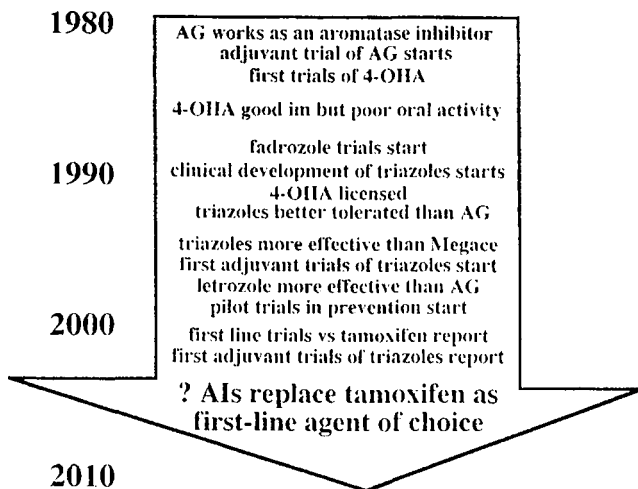 1980
AG works as an aromatase inhibitor
adjuvant trial of AG starts
first trials of 4-OHA
4-OHA good im but poor oral activity
fadrozole trials start
clinical development of triazoles starts
1990
4-OHA licensed
triazoles better tolerated than AG
triazoles more effective than Megace
first adjuvant trials of triazoles start
letrozole more effective than AG
pilot trials in prevention start
2000
first line trials vs tamoxifen report
first adjuvant trials of triazoles report
? AIs replace tamoxifen as
first-line agent of choice
2010